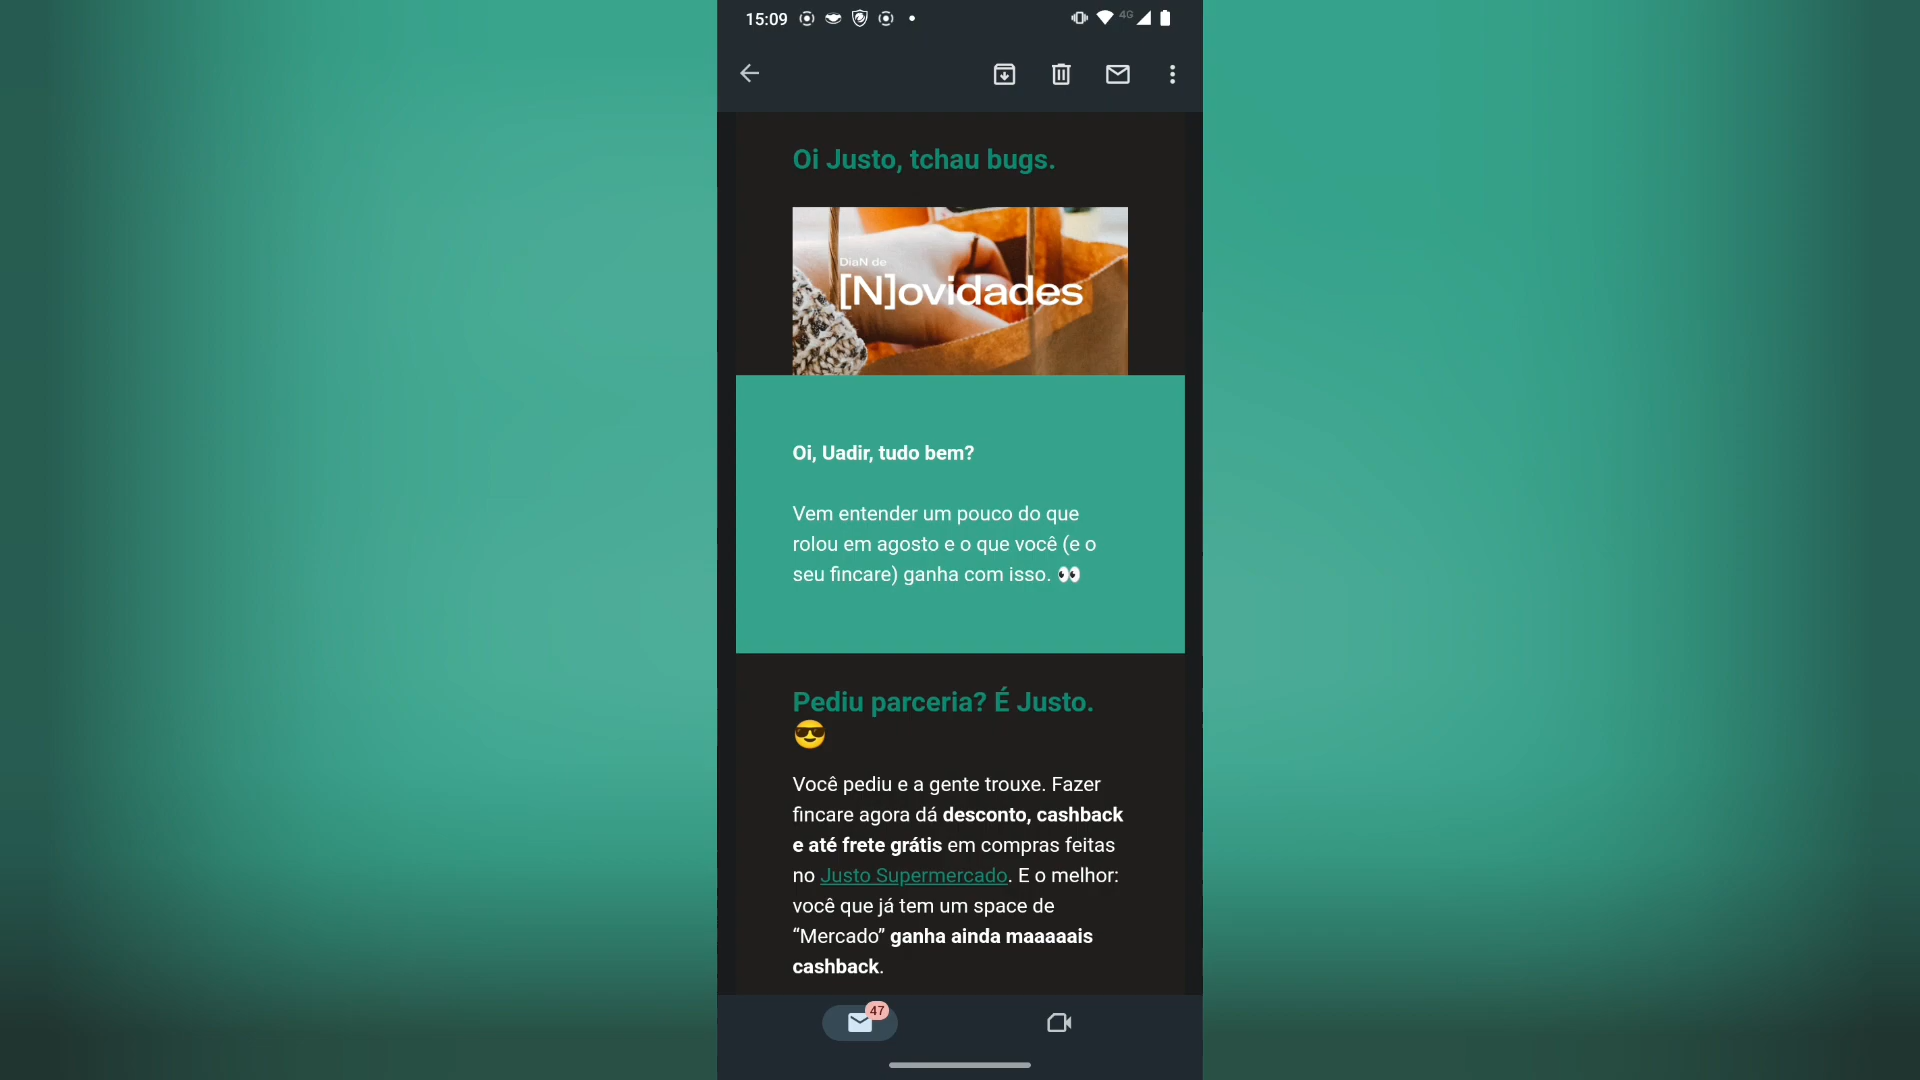 15:09
4G
Oi Justo, tchau bugs.
DiaN de
[N]ovidades
Oi, Uadir, tudo bem?
Vem entender um pouco do que
rolou em agosto e o que você (e o
seu fincare) ganha com isso. 👀
Pediu parceria? É Justo.
😎
Você pediu e a gente trouxe. Fazer
fincare agora dá desconto, cashback
e até frete grátis em compras feitas
no Justo Supermercado. E o melhor:
você que já tem um space de
“Mercado” ganha ainda maaaaais
cashback.
47